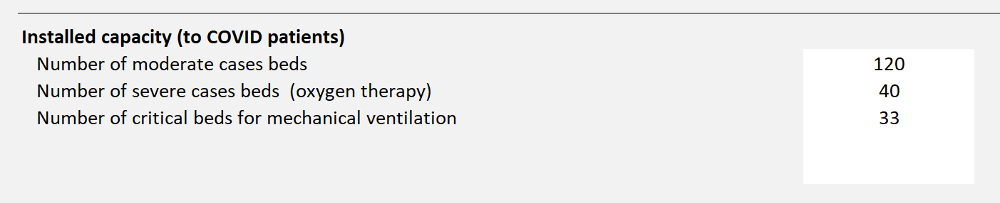 Installed capacity (to COVID patients)
Number of moderate cases beds 120
Number of severe cases beds  (oxygen therapy) 40
Number of critical beds for mechanical ventilation 33